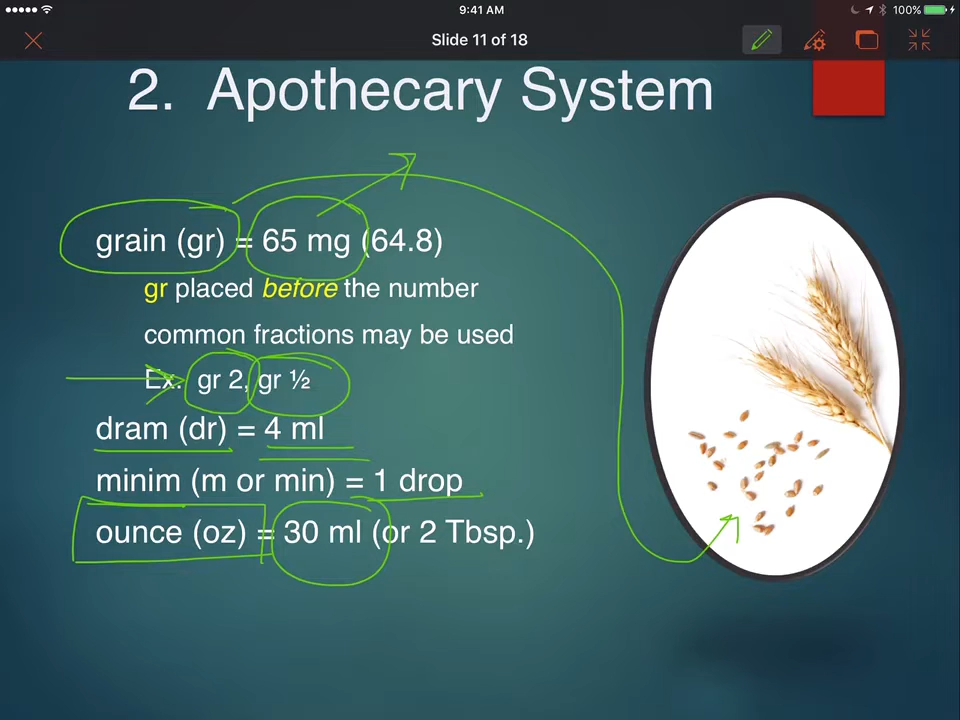 9:41 AM
100%
Slide 11 of 18
2. Apothecary System
grain (gr) = 65 mg (64.8)
gr placed before the number
common fractions may be used
Ex. gr 2, gr ½
dram (dr) = 4 ml
minim (m or min) = 1 drop
ounce (oz) = 30 ml (or 2 Tbsp.)